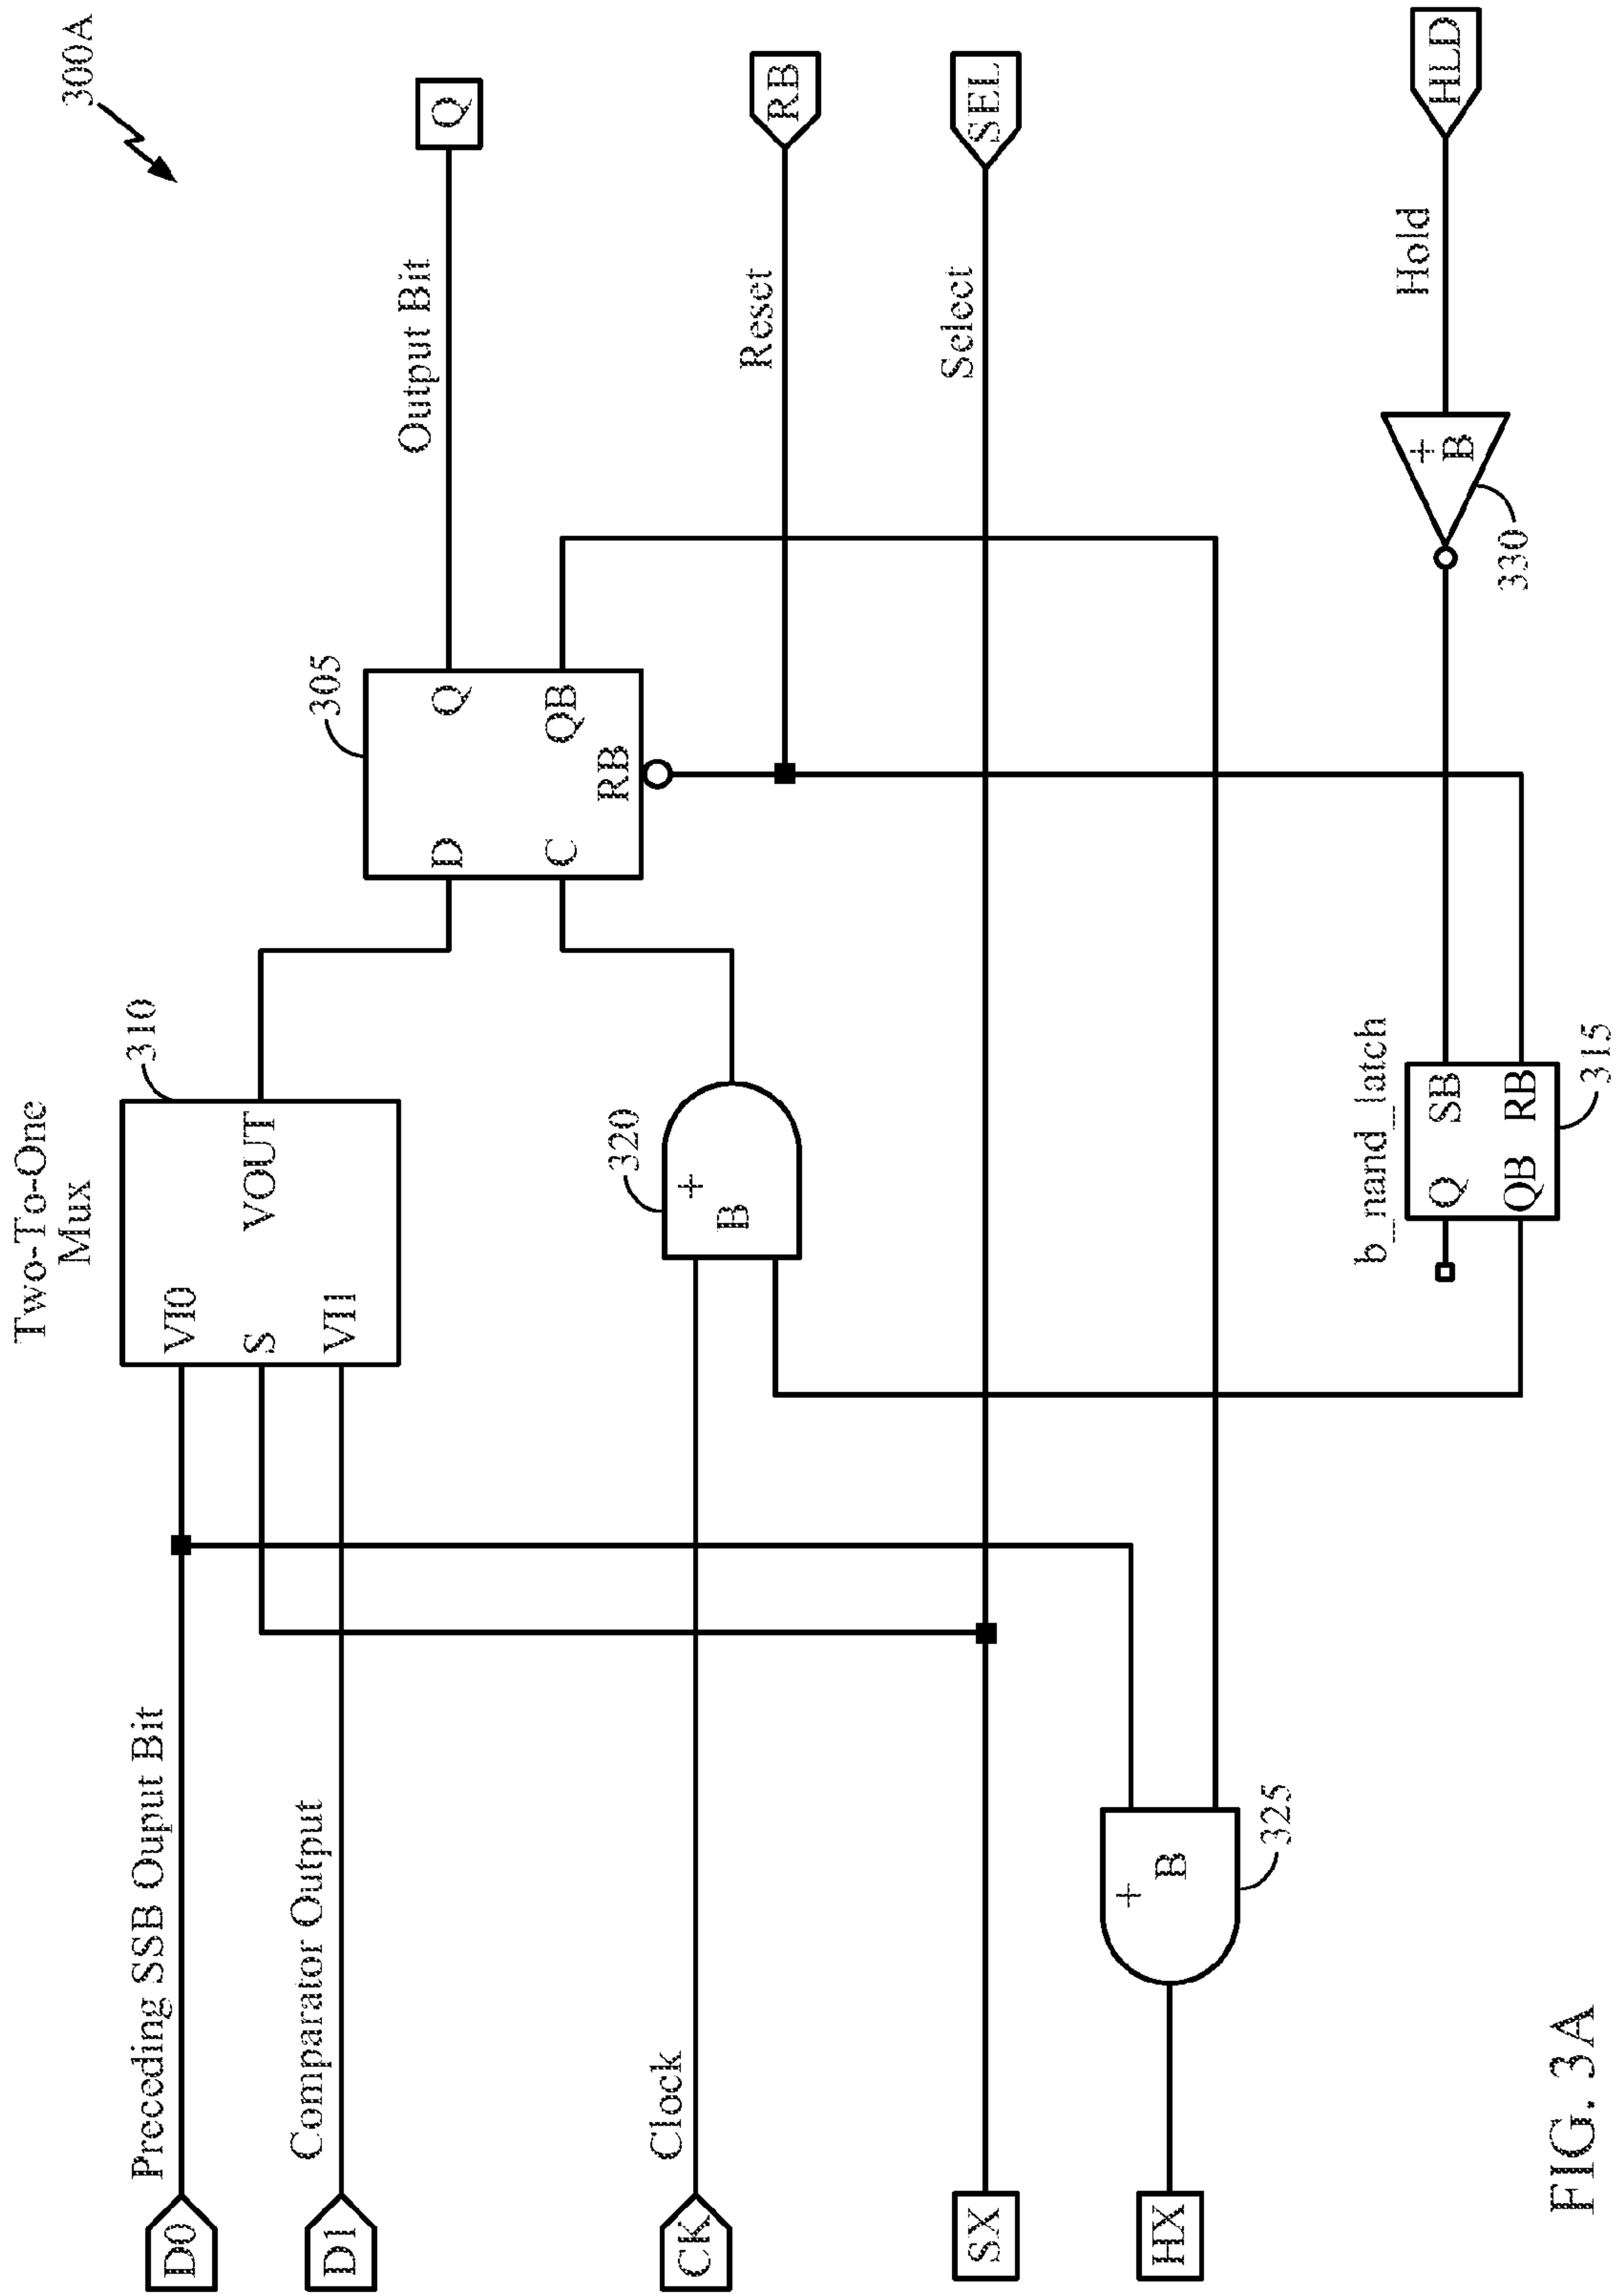 300A
Two-To-One
Mux
310
VI0
S
VI1
VOUT
305
D
C
Q
QB
RB
Output Bit
Q
Preceding SSB Ouput Bit
D0
Comparator Output
D1
320
+
B
Clock
CK
Reset
RB
Select
SEL
SX
+
B
325
HX
b_nand_latch
Q
SB
QB
RB
315
+
B
330
Hold
HLD
FIG. 3A